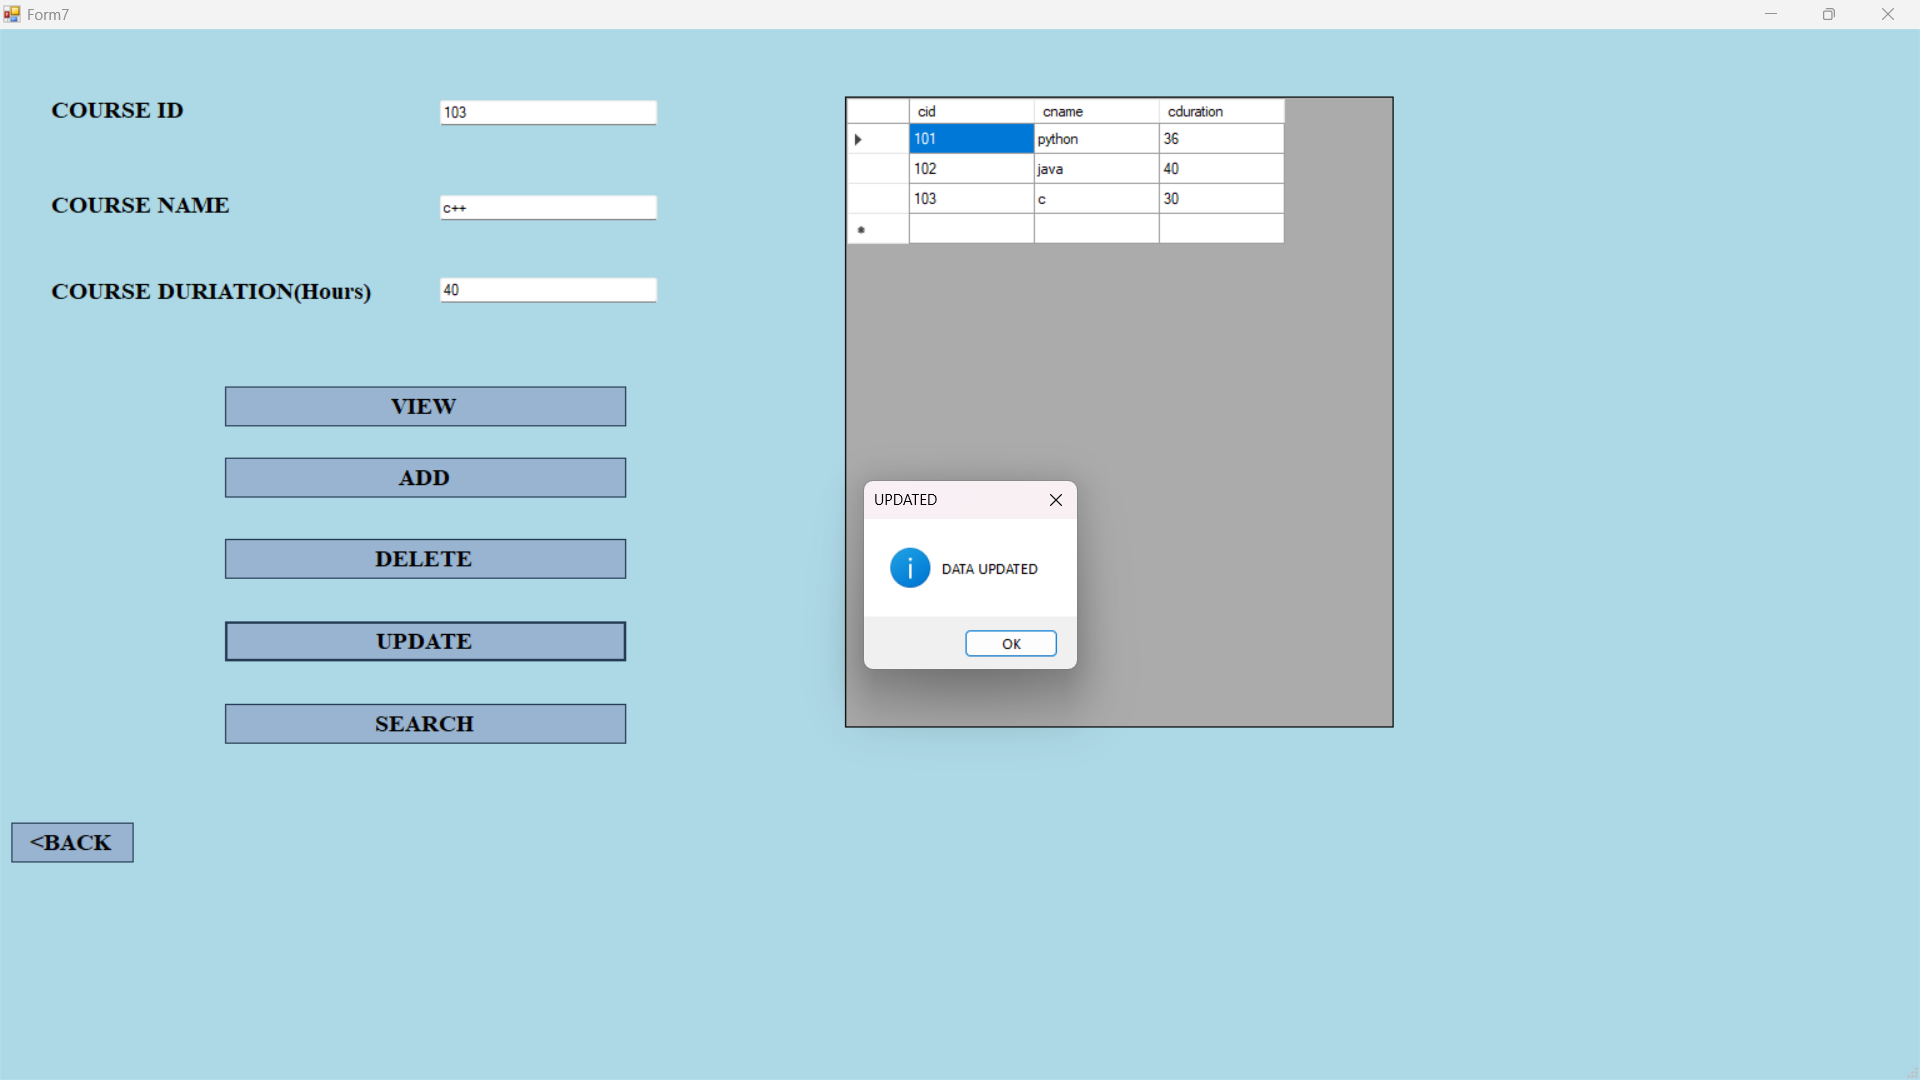 Form7
COURSE ID
103
COURSE NAME
c++
COURSE DURIATION(Hours)
40
VIEW
ADD
DELETE
UPDATE
SEARCH
<BACK
cid cname cduration
101 python 36
102 java 40
103 c 30
UPDATED
DATA UPDATED
OK